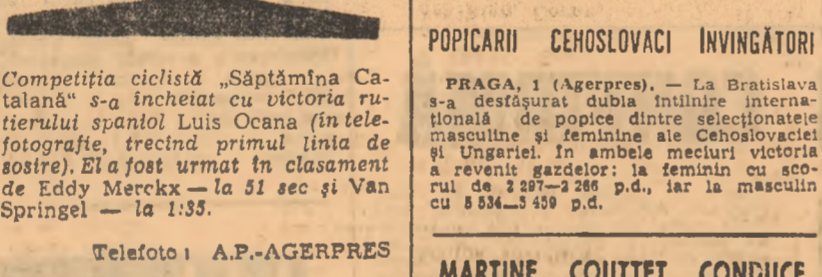 Competiția ciclistă „Săptămîna Ca-
talană“ s-a încheiat cu victoria ru-
tierului spaniol Luis Ocana (în tele-
fotografie, trecînd primul linia de
sosire). El a fost urmat în clasament
de Eddy Merckx — la 51 sec și Van
Springel — la 1:35.
Telefoto : A.P.-AGERPRES
POPICARII CEHOSLOVACI ÎNVINGĂTORI
PRAGA, 1 (Agerpres). — La Bratislava
s-a desfășurat dubla întîlnire interna-
țională de popice dintre selecționatele
masculine și feminine ale Cehoslovaciei
și Ungariei. În ambele meciuri victoria
a revenit gazdelor: la feminin cu sco-
rul de 2 297—2 266 p.d., iar la masculin
cu 5 534—5 459 p.d.
MARTINE COUTTET CONDUCE